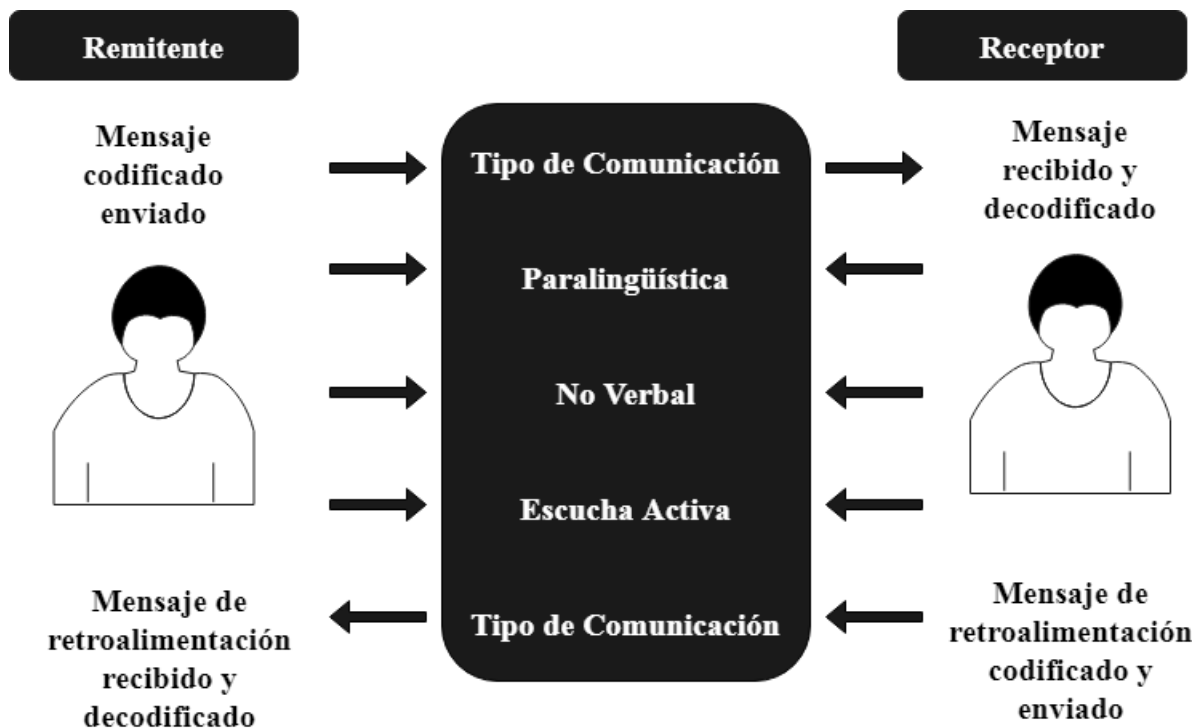 Remitente
Receptor
Mensaje
codificado
enviado
Tipo de Comunicación
Mensaje
recibido y
decodificado
Paralingüística
No Verbal
Escucha Activa
Mensaje de
retroalimentación
recibido y
decodificado
Tipo de Comunicación
Mensaje de
retroalimentación
codificado y
enviado